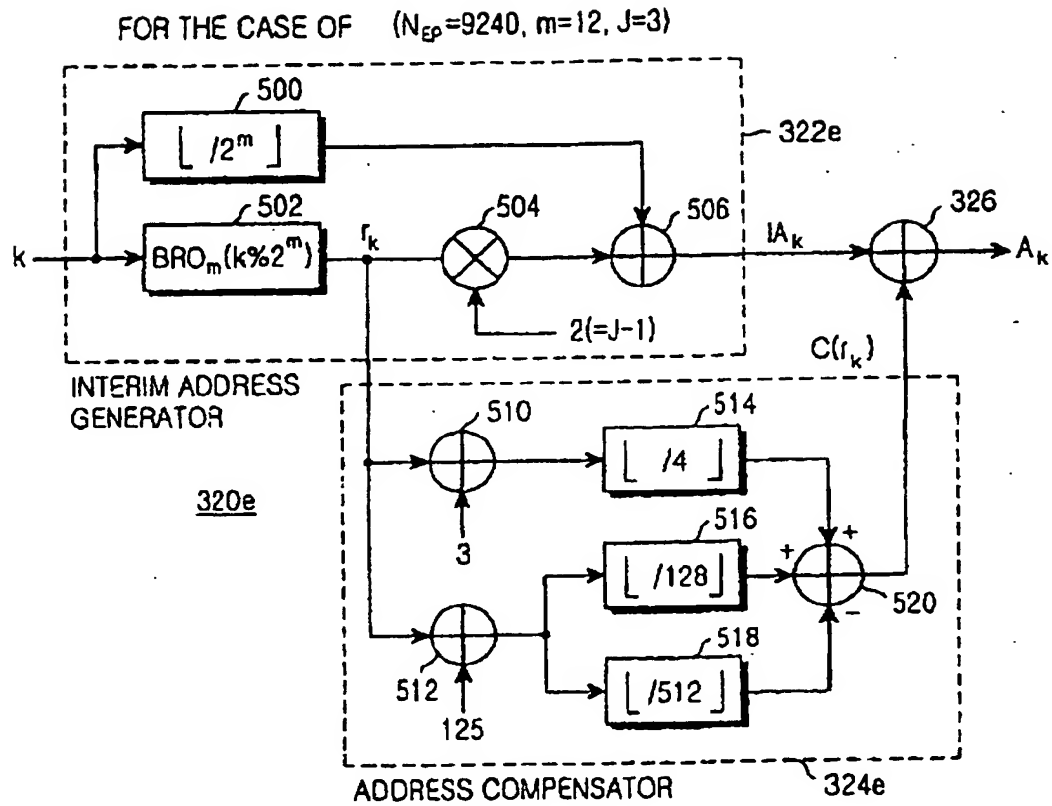 FOR THE CASE OF (N_EP=9240, m=12, J=3)
500
⌊ /2^m ⌋
322e
502
504
506
326
k
BRO_m(k%2^m)
r_k
IA_k
A_k
2(=J-1)
C(r_k)
INTERIM ADDRESS
GENERATOR
510
514
⌊ /4 ⌋
320e
3
516
+
+
⌊ /128 ⌋
520
−
512
518
⌊ /512 ⌋
125
ADDRESS COMPENSATOR
324e